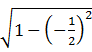 √(1 − (−1/2)²)